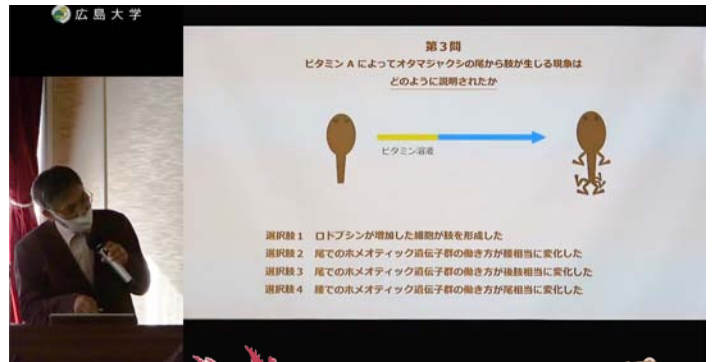 広島大学
第3問
ビタミン A によってオタマジャクシの尾から肢が生じる現象は
どのように説明されたか
ビタミン溶液
選択肢1 ロドプシンが増加した細胞が肢を形成した
選択肢2 尾でのホメオティック遺伝子群の働き方が腰相当に変化した
選択肢3 尾でのホメオティック遺伝子群の働き方が後肢相当に変化した
選択肢4 腰でのホメオティック遺伝子群の働き方が尾相当に変化した